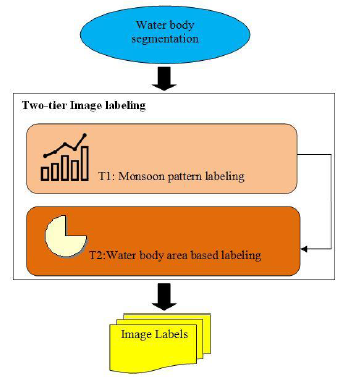 Water body
segmentation
Two-tier Image labeling
T1: Monsoon pattern labeling
T2:Water body area based labeling
Image Labels